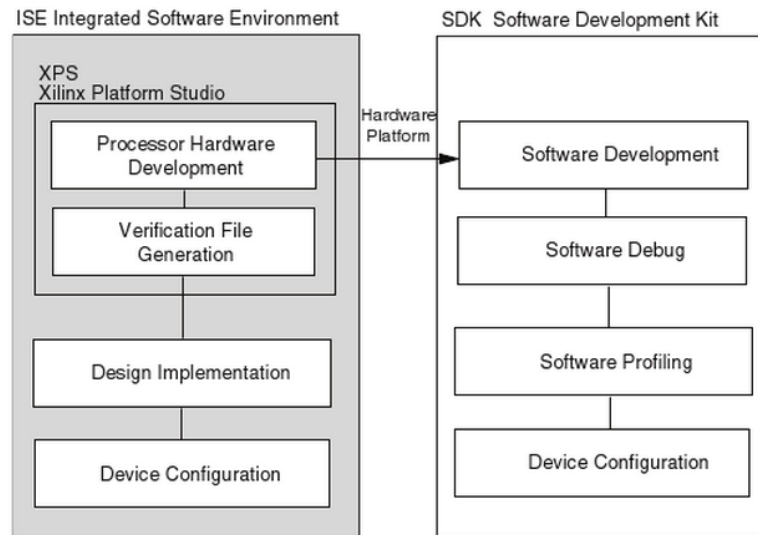 ISE Integrated Software Environment
XPS
Xilinx Platform Studio
Processor Hardware
Development
Verification File
Generation
Design Implementation
Device Configuration
Hardware
Platform
SDK Software Development Kit
Software Development
Software Debug
Software Profiling
Device Configuration